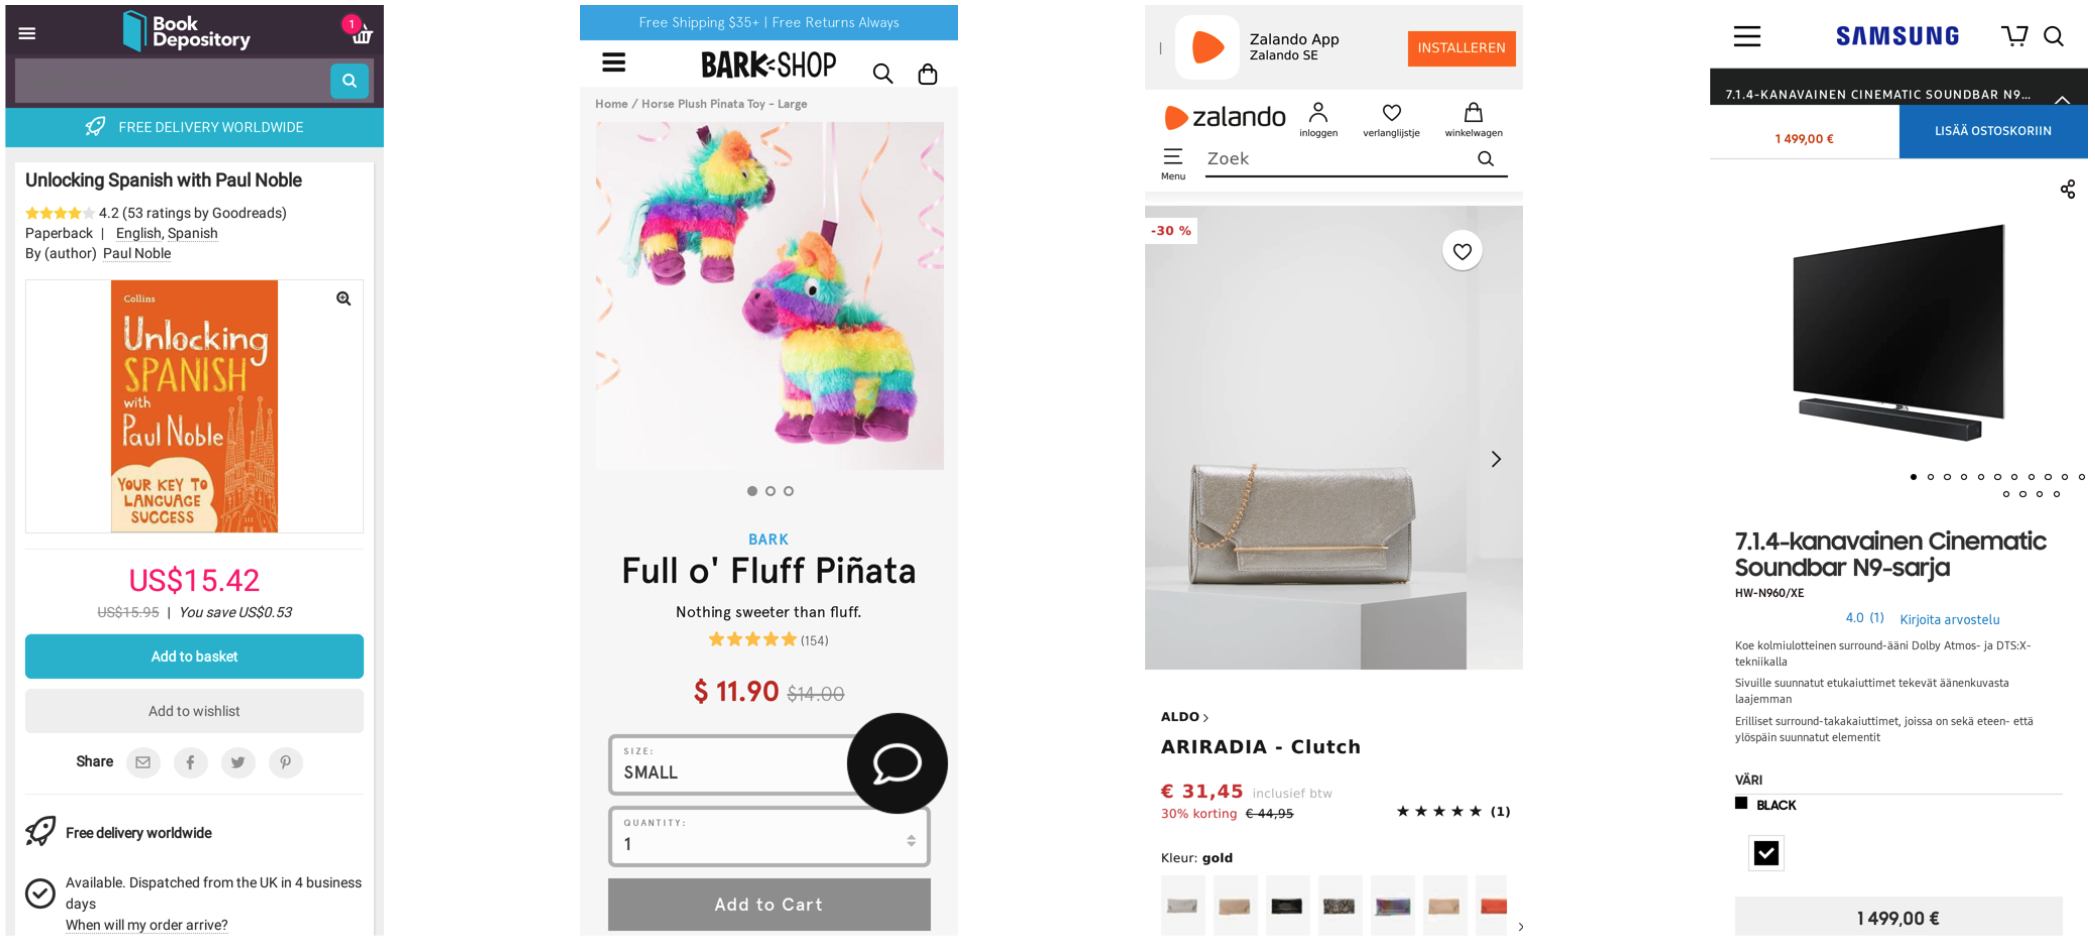 Book
Depository
1
FREE DELIVERY WORLDWIDE
Unlocking Spanish with Paul Noble
4.2 (53 ratings by Goodreads)
Paperback | English, Spanish
By (author) Paul Noble
Collins
Unlocking
SPANISH
with
Paul Noble
YOUR KEY TO
LANGUAGE
SUCCESS
US$15.42
US$15.95 | You save US$0.53
Add to basket
Add to wishlist
Share
Free delivery worldwide
Available. Dispatched from the UK in 4 business
days
When will my order arrive?
Free Shipping $35+ | Free Returns Always
BARK SHOP
Home / Horse Plush Pinata Toy - Large
BARK
Full o' Fluff Piñata
Nothing sweeter than fluff.
(154)
$ 11.90 $14.00
SIZE:
SMALL
QUANTITY:
1
Add to Cart
Zalando App
Zalando SE
INSTALLEREN
zalando
inloggen
verlanglijstje
winkelwagen
Menu
Zoek
-30 %
ALDO
ARIRADIA - Clutch
€ 31,45 inclusief btw
30% korting € 44,95
(1)
Kleur: gold
SAMSUNG
7.1.4-KANAVAINEN CINEMATIC SOUNDBAR N9...
1 499,00 €
LISÄÄ OSTOSKORIIN
7.1.4-kanavainen Cinematic
Soundbar N9-sarja
HW-N960/XE
4.0 (1) Kirjoita arvostelu
Koe kolmiulotteinen surround-ääni Dolby Atmos- ja DTS:X-
tekniikalla
Sivuille suunnatut etukaiuttimet tekevät äänenkuvasta
laajemman
Erilliset surround-takakaiuttimet, joissa on sekä eteen- että
ylöspäin suunnatut elementit
VÄRI
BLACK
1 499,00 €